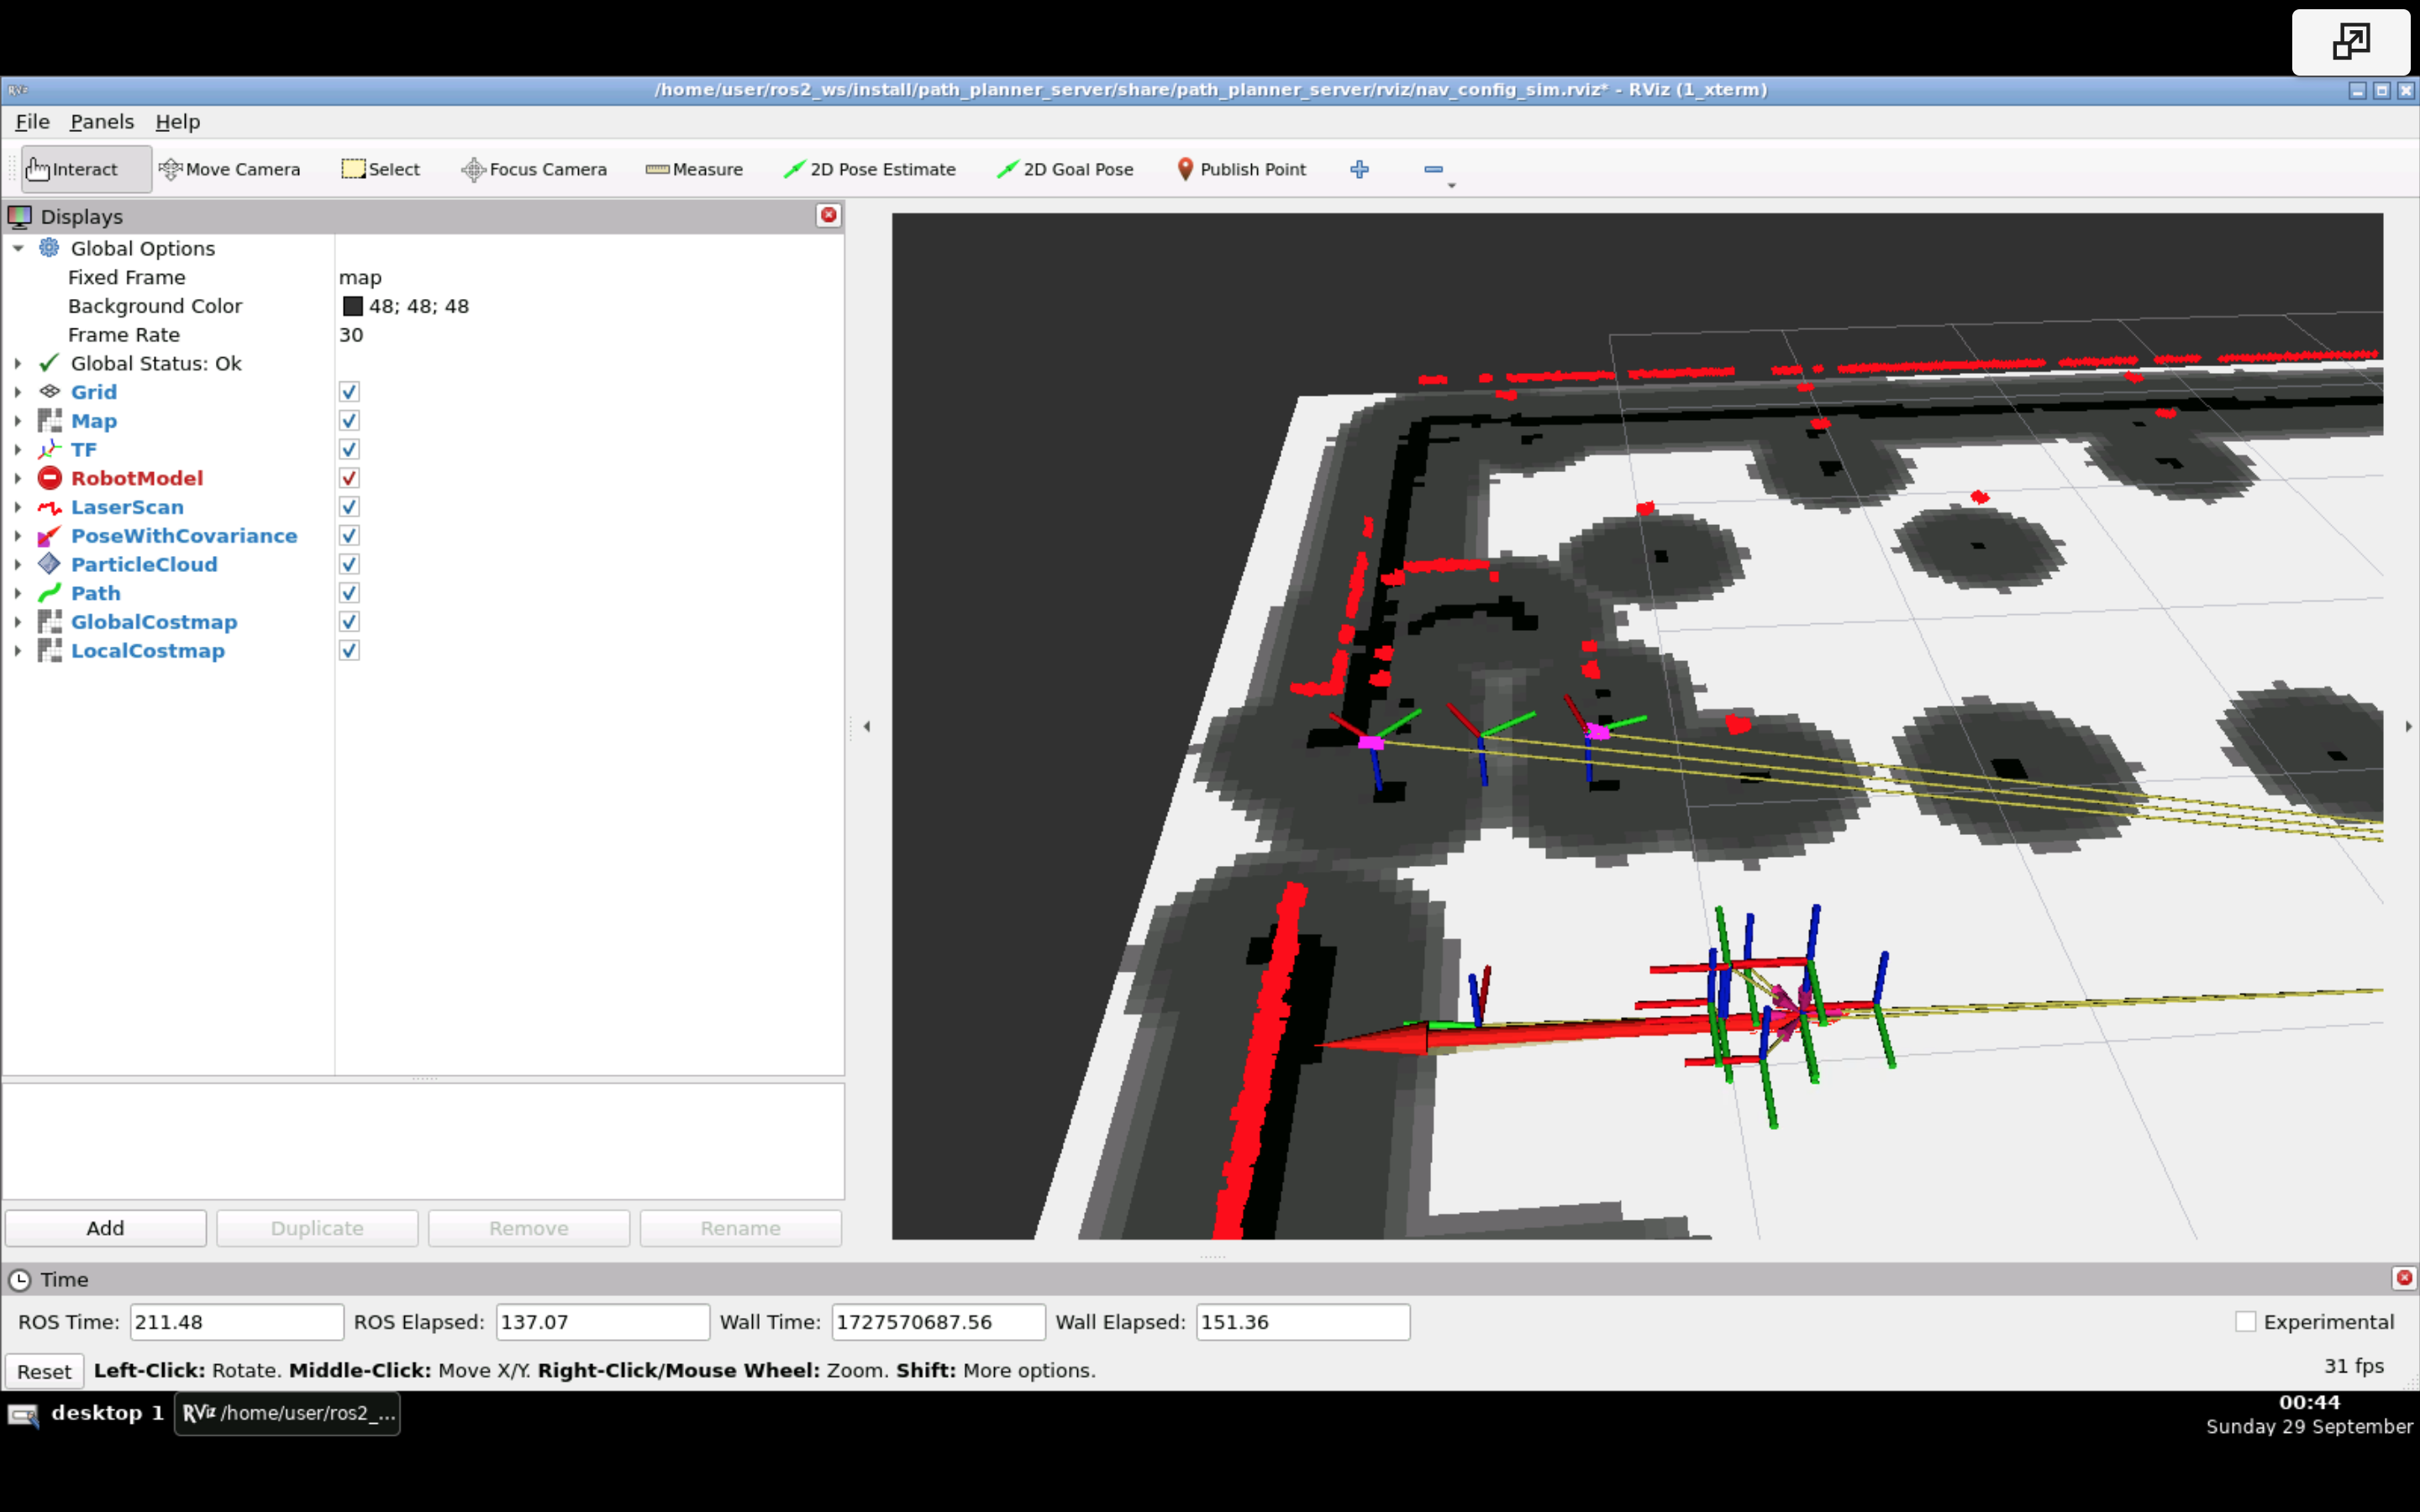 /home/user/ros2_ws/install/path_planner_server/share/path_planner_server/rviz/nav_config_sim.rviz* - RViz (1_xterm)
File Panels Help
Interact Move Camera Select Focus Camera Measure 2D Pose Estimate 2D Goal Pose Publish Point
Displays
Global Options
Fixed Frame map
Background Color 48; 48; 48
Frame Rate 30
Global Status: Ok
Grid
Map
TF
RobotModel
LaserScan
PoseWithCovariance
ParticleCloud
Path
GlobalCostmap
LocalCostmap
Add Duplicate Remove Rename
Time
ROS Time: 211.48 ROS Elapsed: 137.07 Wall Time: 1727570687.56 Wall Elapsed: 151.36 Experimental
Reset Left-Click: Rotate. Middle-Click: Move X/Y. Right-Click/Mouse Wheel: Zoom. Shift: More options. 31 fps
desktop 1 RViz /home/user/ros2_... 00:44
Sunday 29 September